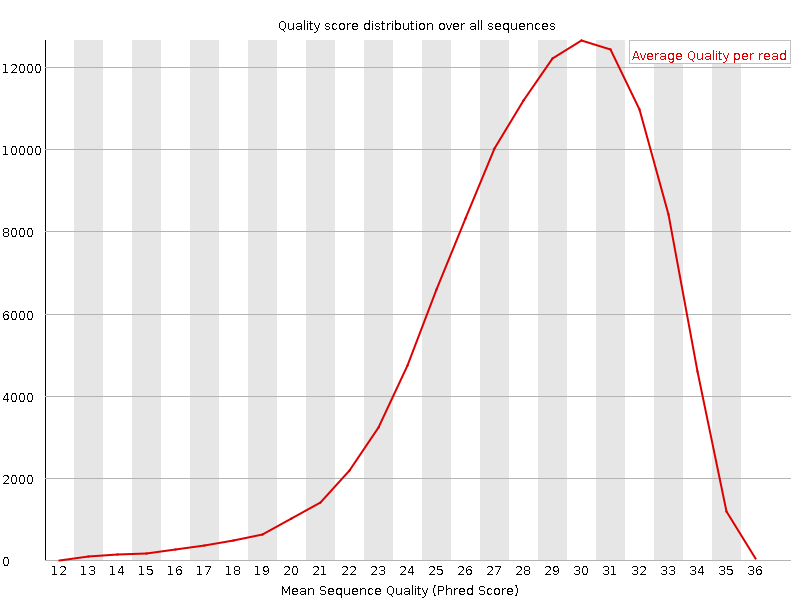 Quality score distribution over all sequences
Average Quality per read
12000
10000
8000
6000
4000
2000
0
12 13 14 15 16 17 18 19 20 21 22 23 24 25 26 27 28 29 30 31 32 33 34 35 36
Mean Sequence Quality (Phred Score)